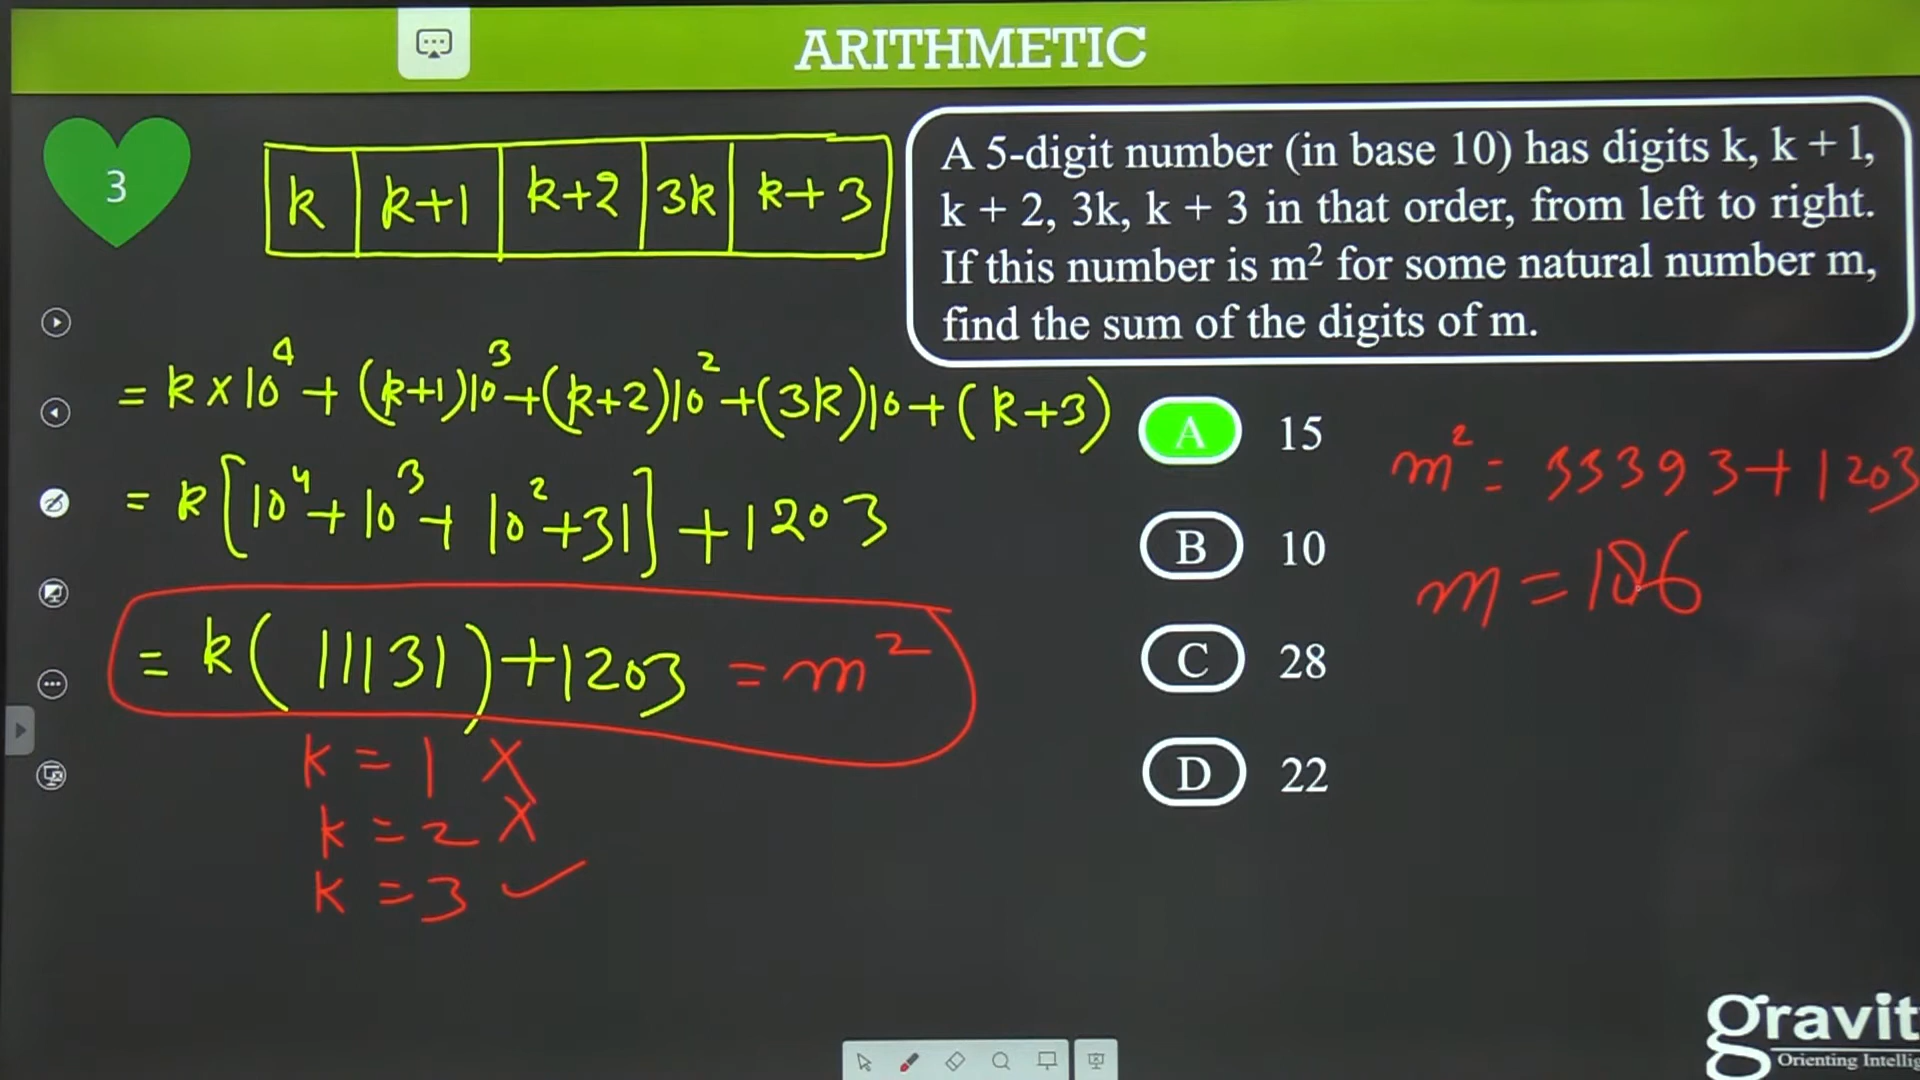 ARITHMETIC
3
k | k+1 | k+2 | 3k | k+3
A 5-digit number (in base 10) has digits k, k + 1,
k + 2, 3k, k + 3 in that order, from left to right.
If this number is m² for some natural number m,
find the sum of the digits of m.
= k×10⁴ + (k+1)10³+(k+2)10²+(3k)10+(k+3)
= k[10⁴+10³+10²+31]+1203
= k(11131)+1203 = m²
k = 1 X
k = 2 X
k = 3 ✓
A 15
B 10
C 28
D 22
m² = 33393+1203
m = 186
gravit
Orienting Intellig